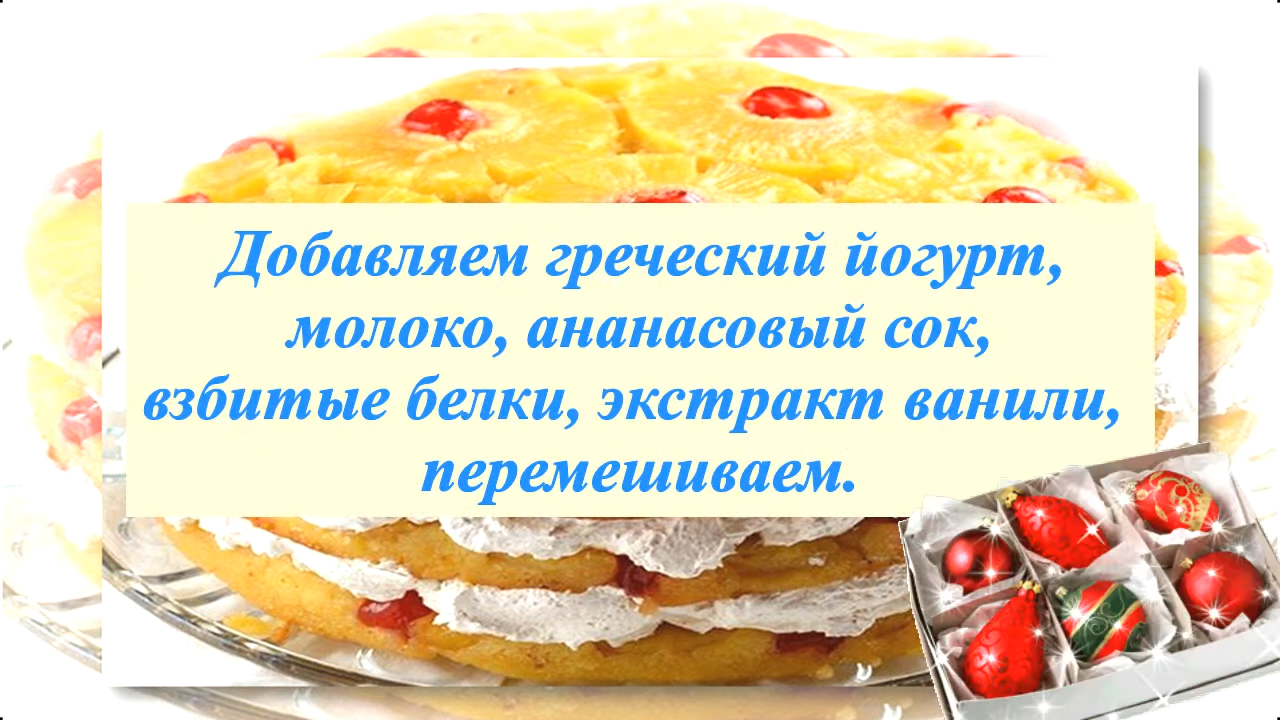 Добавляем греческий йогурт,
молоко, ананасовый сок,
взбитые белки, экстракт ванили,
перемешиваем.